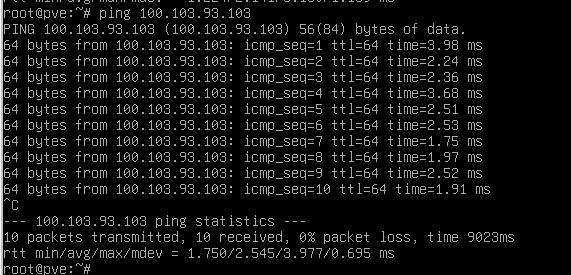 root@pve:~# ping 100.103.93.103
PING 100.103.93.103 (100.103.93.103) 56(84) bytes of data.
64 bytes from 100.103.93.103: icmp_seq=1 ttl=64 time=3.98 ms
64 bytes from 100.103.93.103: icmp_seq=2 ttl=64 time=2.24 ms
64 bytes from 100.103.93.103: icmp_seq=3 ttl=64 time=2.36 ms
64 bytes from 100.103.93.103: icmp_seq=4 ttl=64 time=3.68 ms
64 bytes from 100.103.93.103: icmp_seq=5 ttl=64 time=2.51 ms
64 bytes from 100.103.93.103: icmp_seq=6 ttl=64 time=2.53 ms
64 bytes from 100.103.93.103: icmp_seq=7 ttl=64 time=1.75 ms
64 bytes from 100.103.93.103: icmp_seq=8 ttl=64 time=1.97 ms
64 bytes from 100.103.93.103: icmp_seq=9 ttl=64 time=2.52 ms
64 bytes from 100.103.93.103: icmp_seq=10 ttl=64 time=1.91 ms
^C
--- 100.103.93.103 ping statistics ---
10 packets transmitted, 10 received, 0% packet loss, time 9023ms
rtt min/avg/max/mdev = 1.750/2.545/3.977/0.695 ms
root@pve:~#